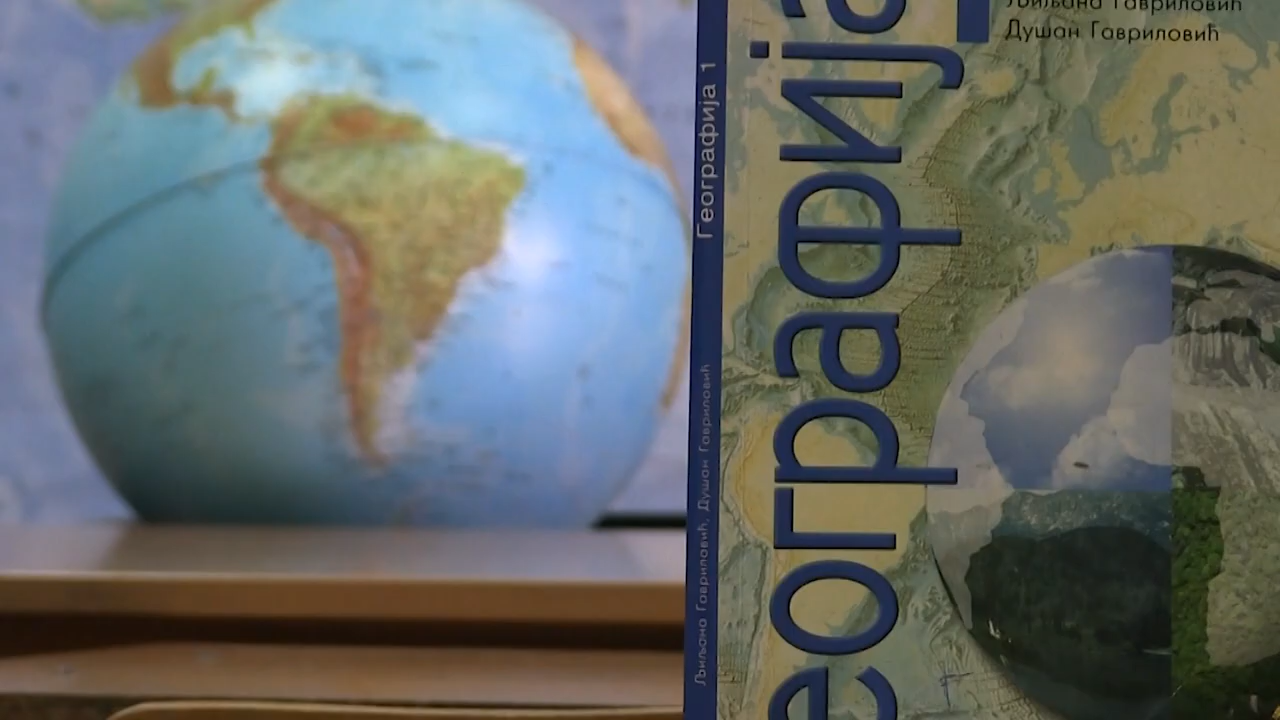 Љиљана Гавриловић
Душан Гавриловић
еографија
Географија 1
Љиљана Гавриловић, Душан Гавриловић